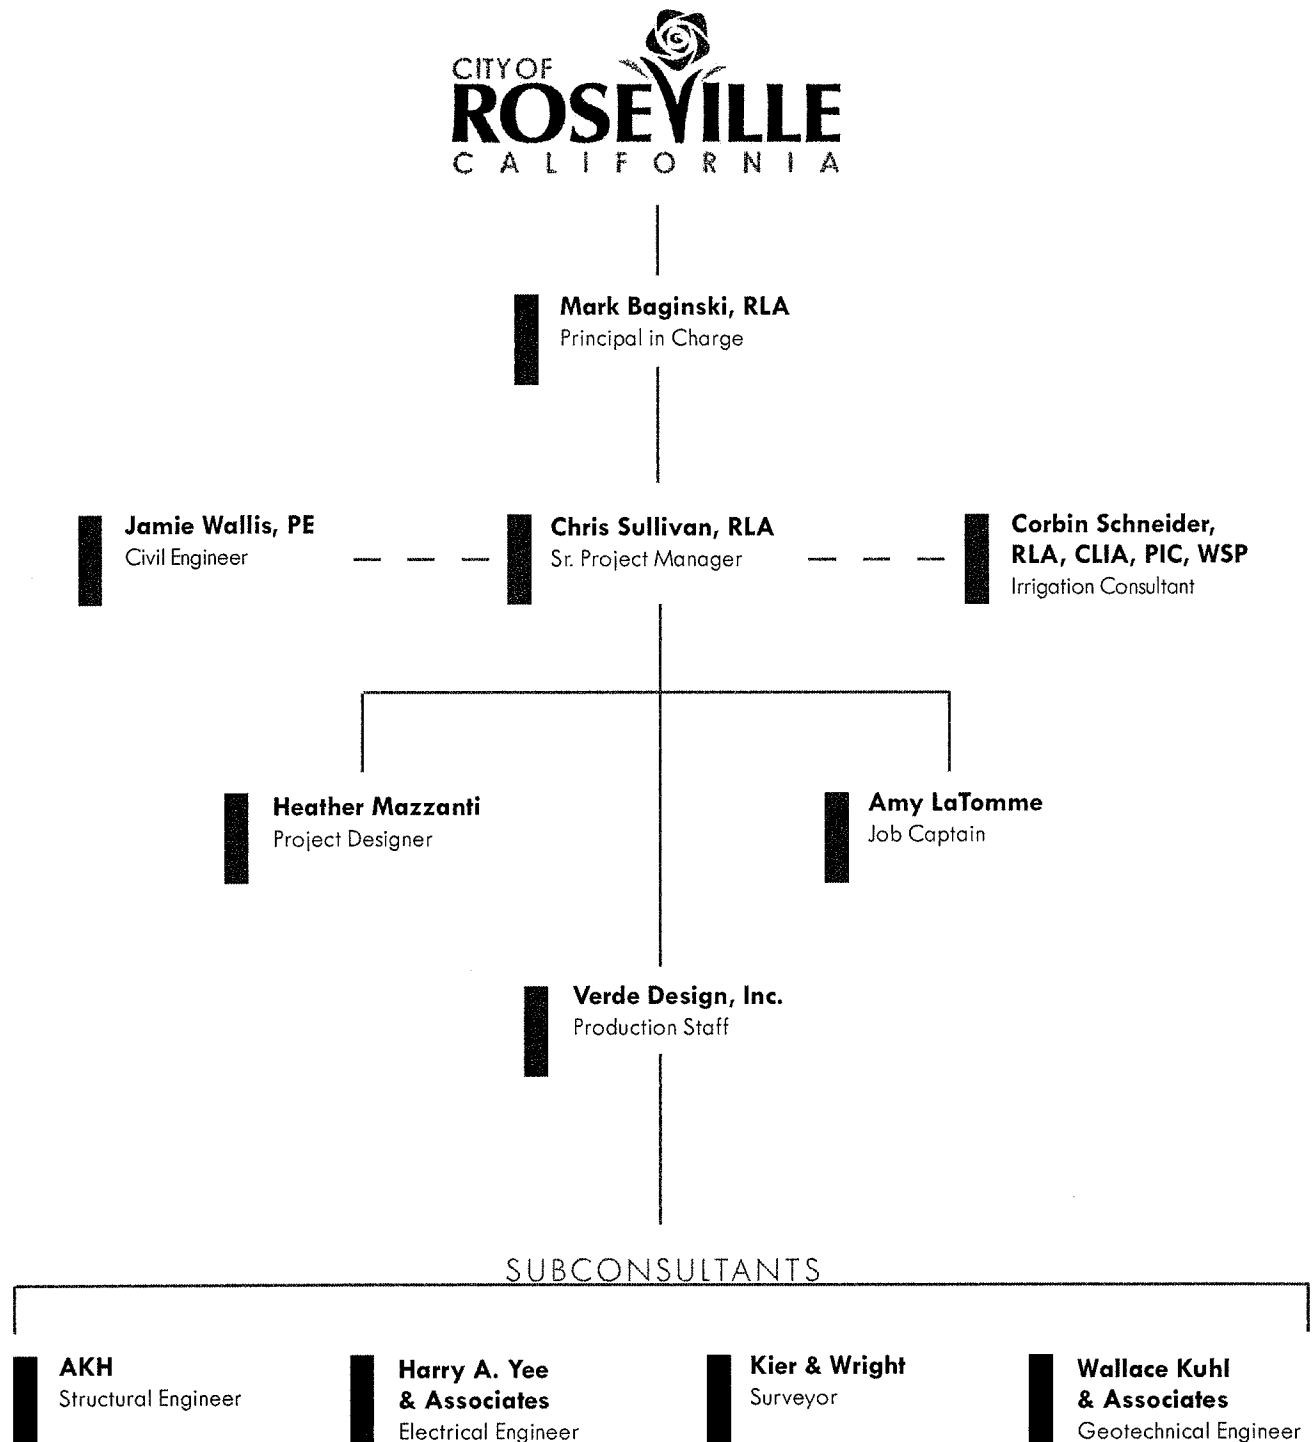 CITY OF
ROSEVILLE
CALIFORNIA
Mark Baginski, RLA
Principal in Charge
Jamie Wallis, PE
Civil Engineer
Chris Sullivan, RLA
Sr. Project Manager
Corbin Schneider,
RLA, CLIA, PIC, WSP
Irrigation Consultant
Heather Mazzanti
Project Designer
Amy LaTomme
Job Captain
Verde Design, Inc.
Production Staff
SUBCONSULTANTS
AKH
Structural Engineer
Harry A. Yee
& Associates
Electrical Engineer
Kier & Wright
Surveyor
Wallace Kuhl
& Associates
Geotechnical Engineer